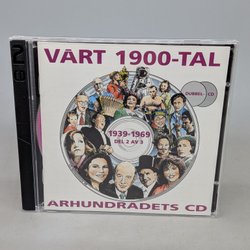 VÅRT 1900-TAL
DUBBEL-CD
1939-1969
DEL 2 AV 3
ÅRHUNDRADETS CD